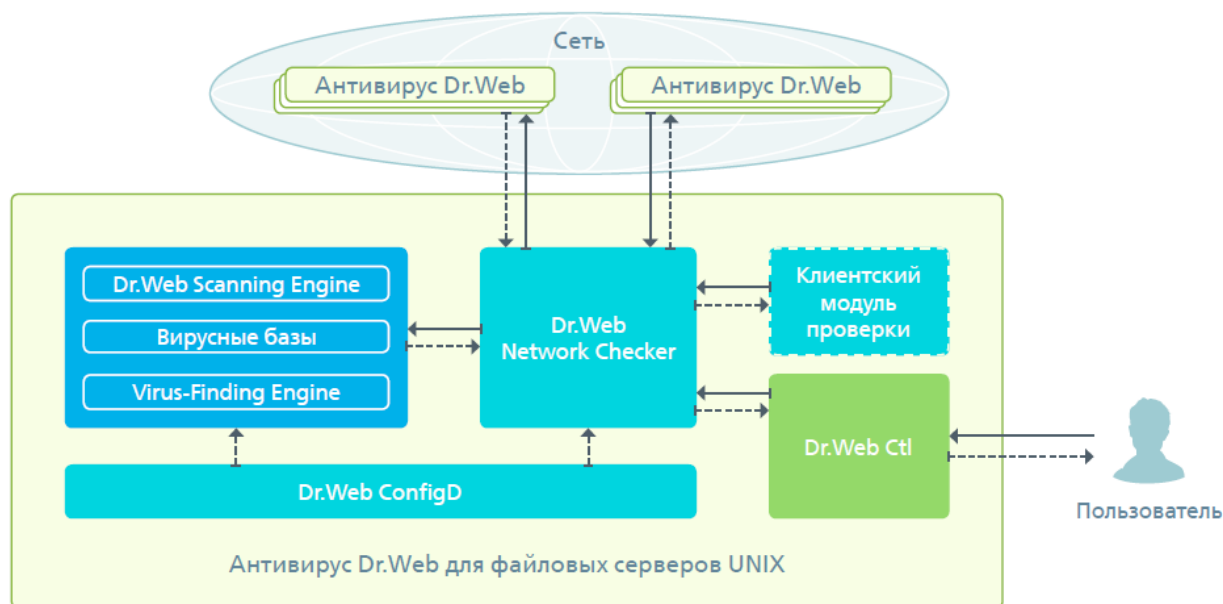 Сеть
Антивирус Dr.Web
Антивирус Dr.Web
Dr.Web Scanning Engine
Вирусные базы
Virus-Finding Engine
Dr.Web
Network Checker
Клиентский
модуль
проверки
Dr.Web Ctl
Dr.Web ConfigD
Пользователь
Антивирус Dr.Web для файловых серверов UNIX